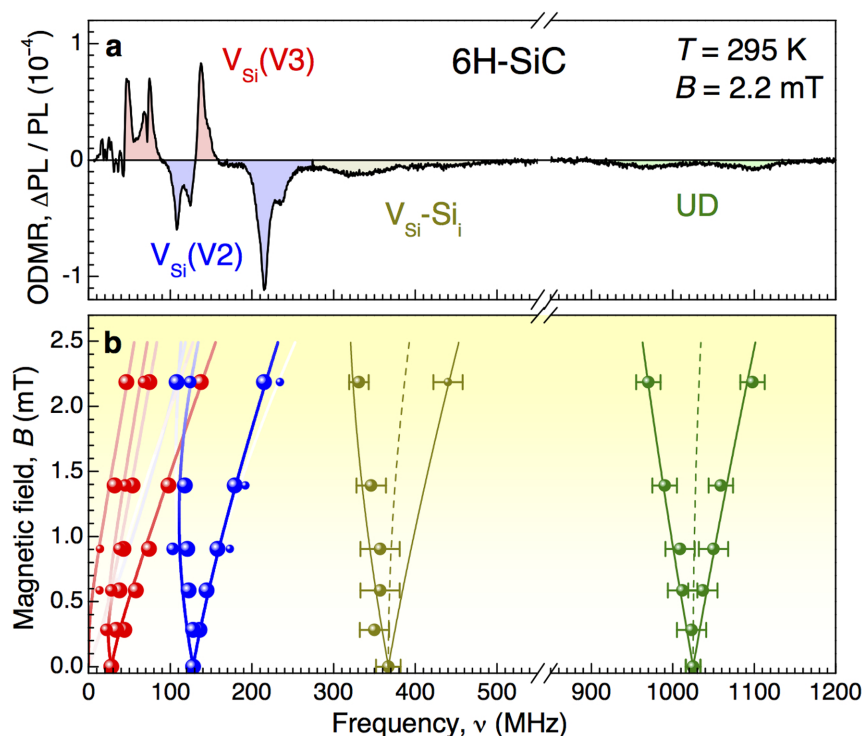 a
V_Si(V3)
6H-SiC
T = 295 K
B = 2.2 mT
1
0
-1
ODMR, ΔPL / PL (10⁻⁴)
V_Si(V2)
V_Si-Si_i
UD
b
2.5
2.0
1.5
1.0
0.5
0.0
Magnetic field, B (mT)
0 100 200 300 400 500 900 1000 1100 1200
Frequency, ν (MHz)